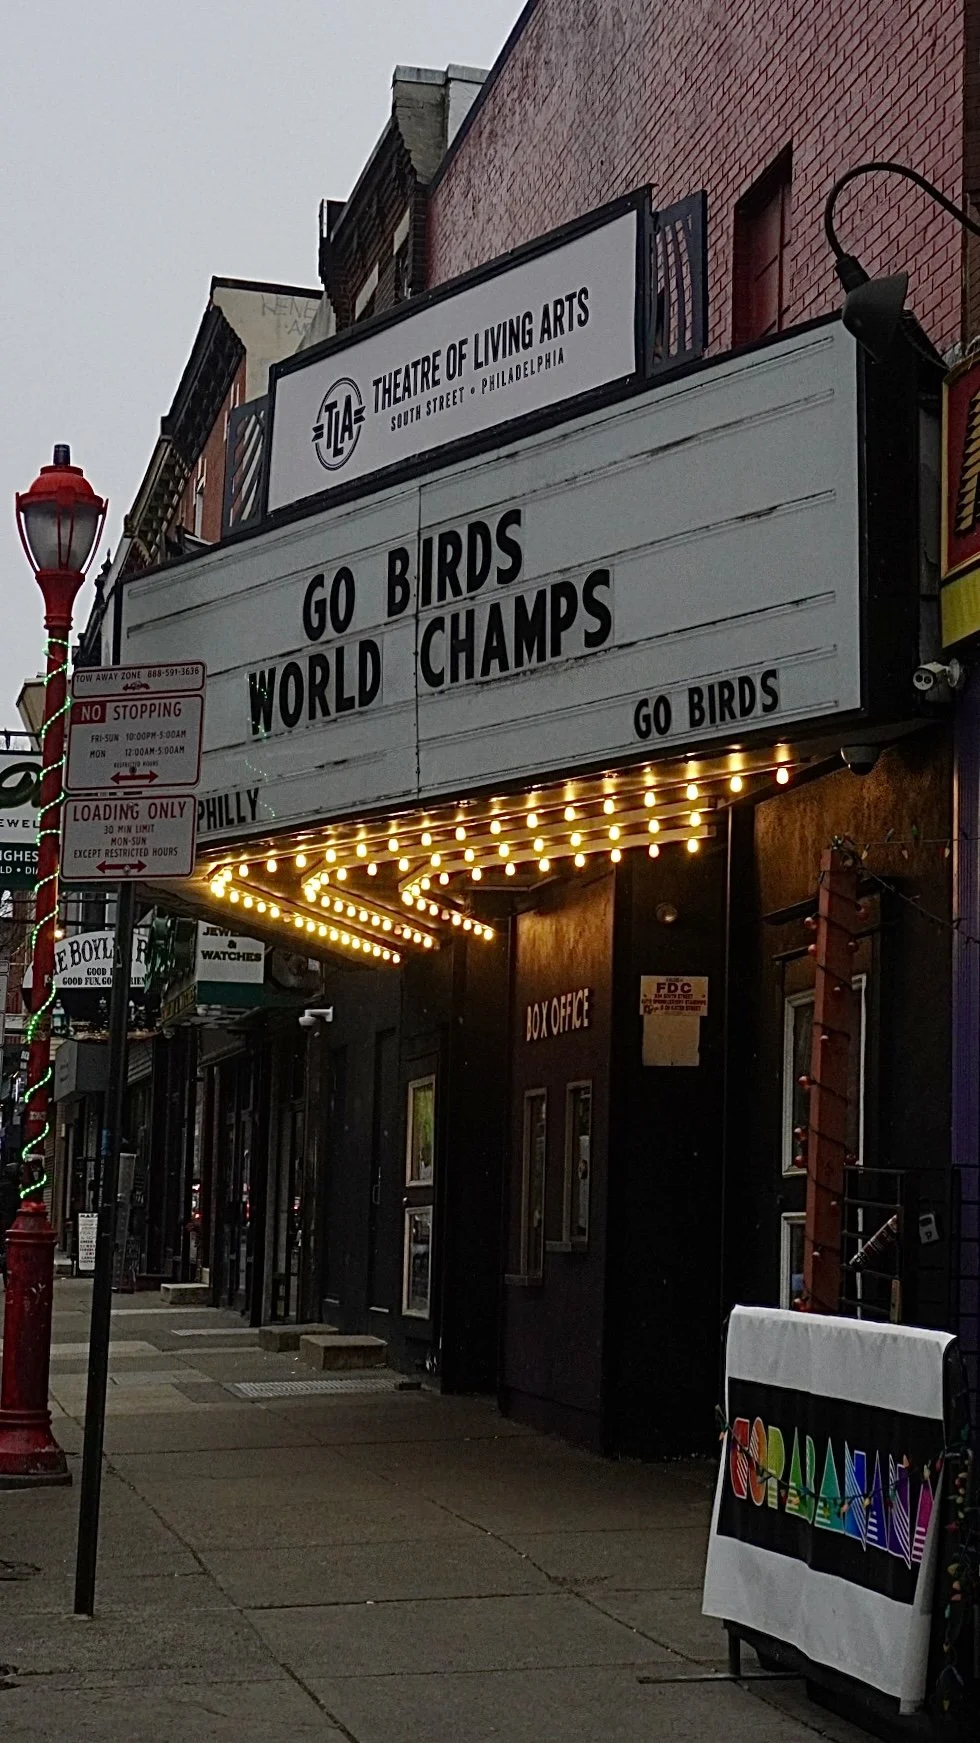 TLA
THEATRE OF LIVING ARTS
SOUTH STREET • PHILADELPHIA
GO BIRDS
WORLD CHAMPS
GO BIRDS
PHILLY
TOW AWAY ZONE 888-591-3636
NO STOPPING
FRI-SUN 10:00PM-5:00AM
MON 12:00AM-5:00AM
RESTRICTED HOURS
LOADING ONLY
30 MIN LIMIT
MON-SUN
EXCEPT RESTRICTED HOURS
& WATCHES
BOX OFFICE
FDC